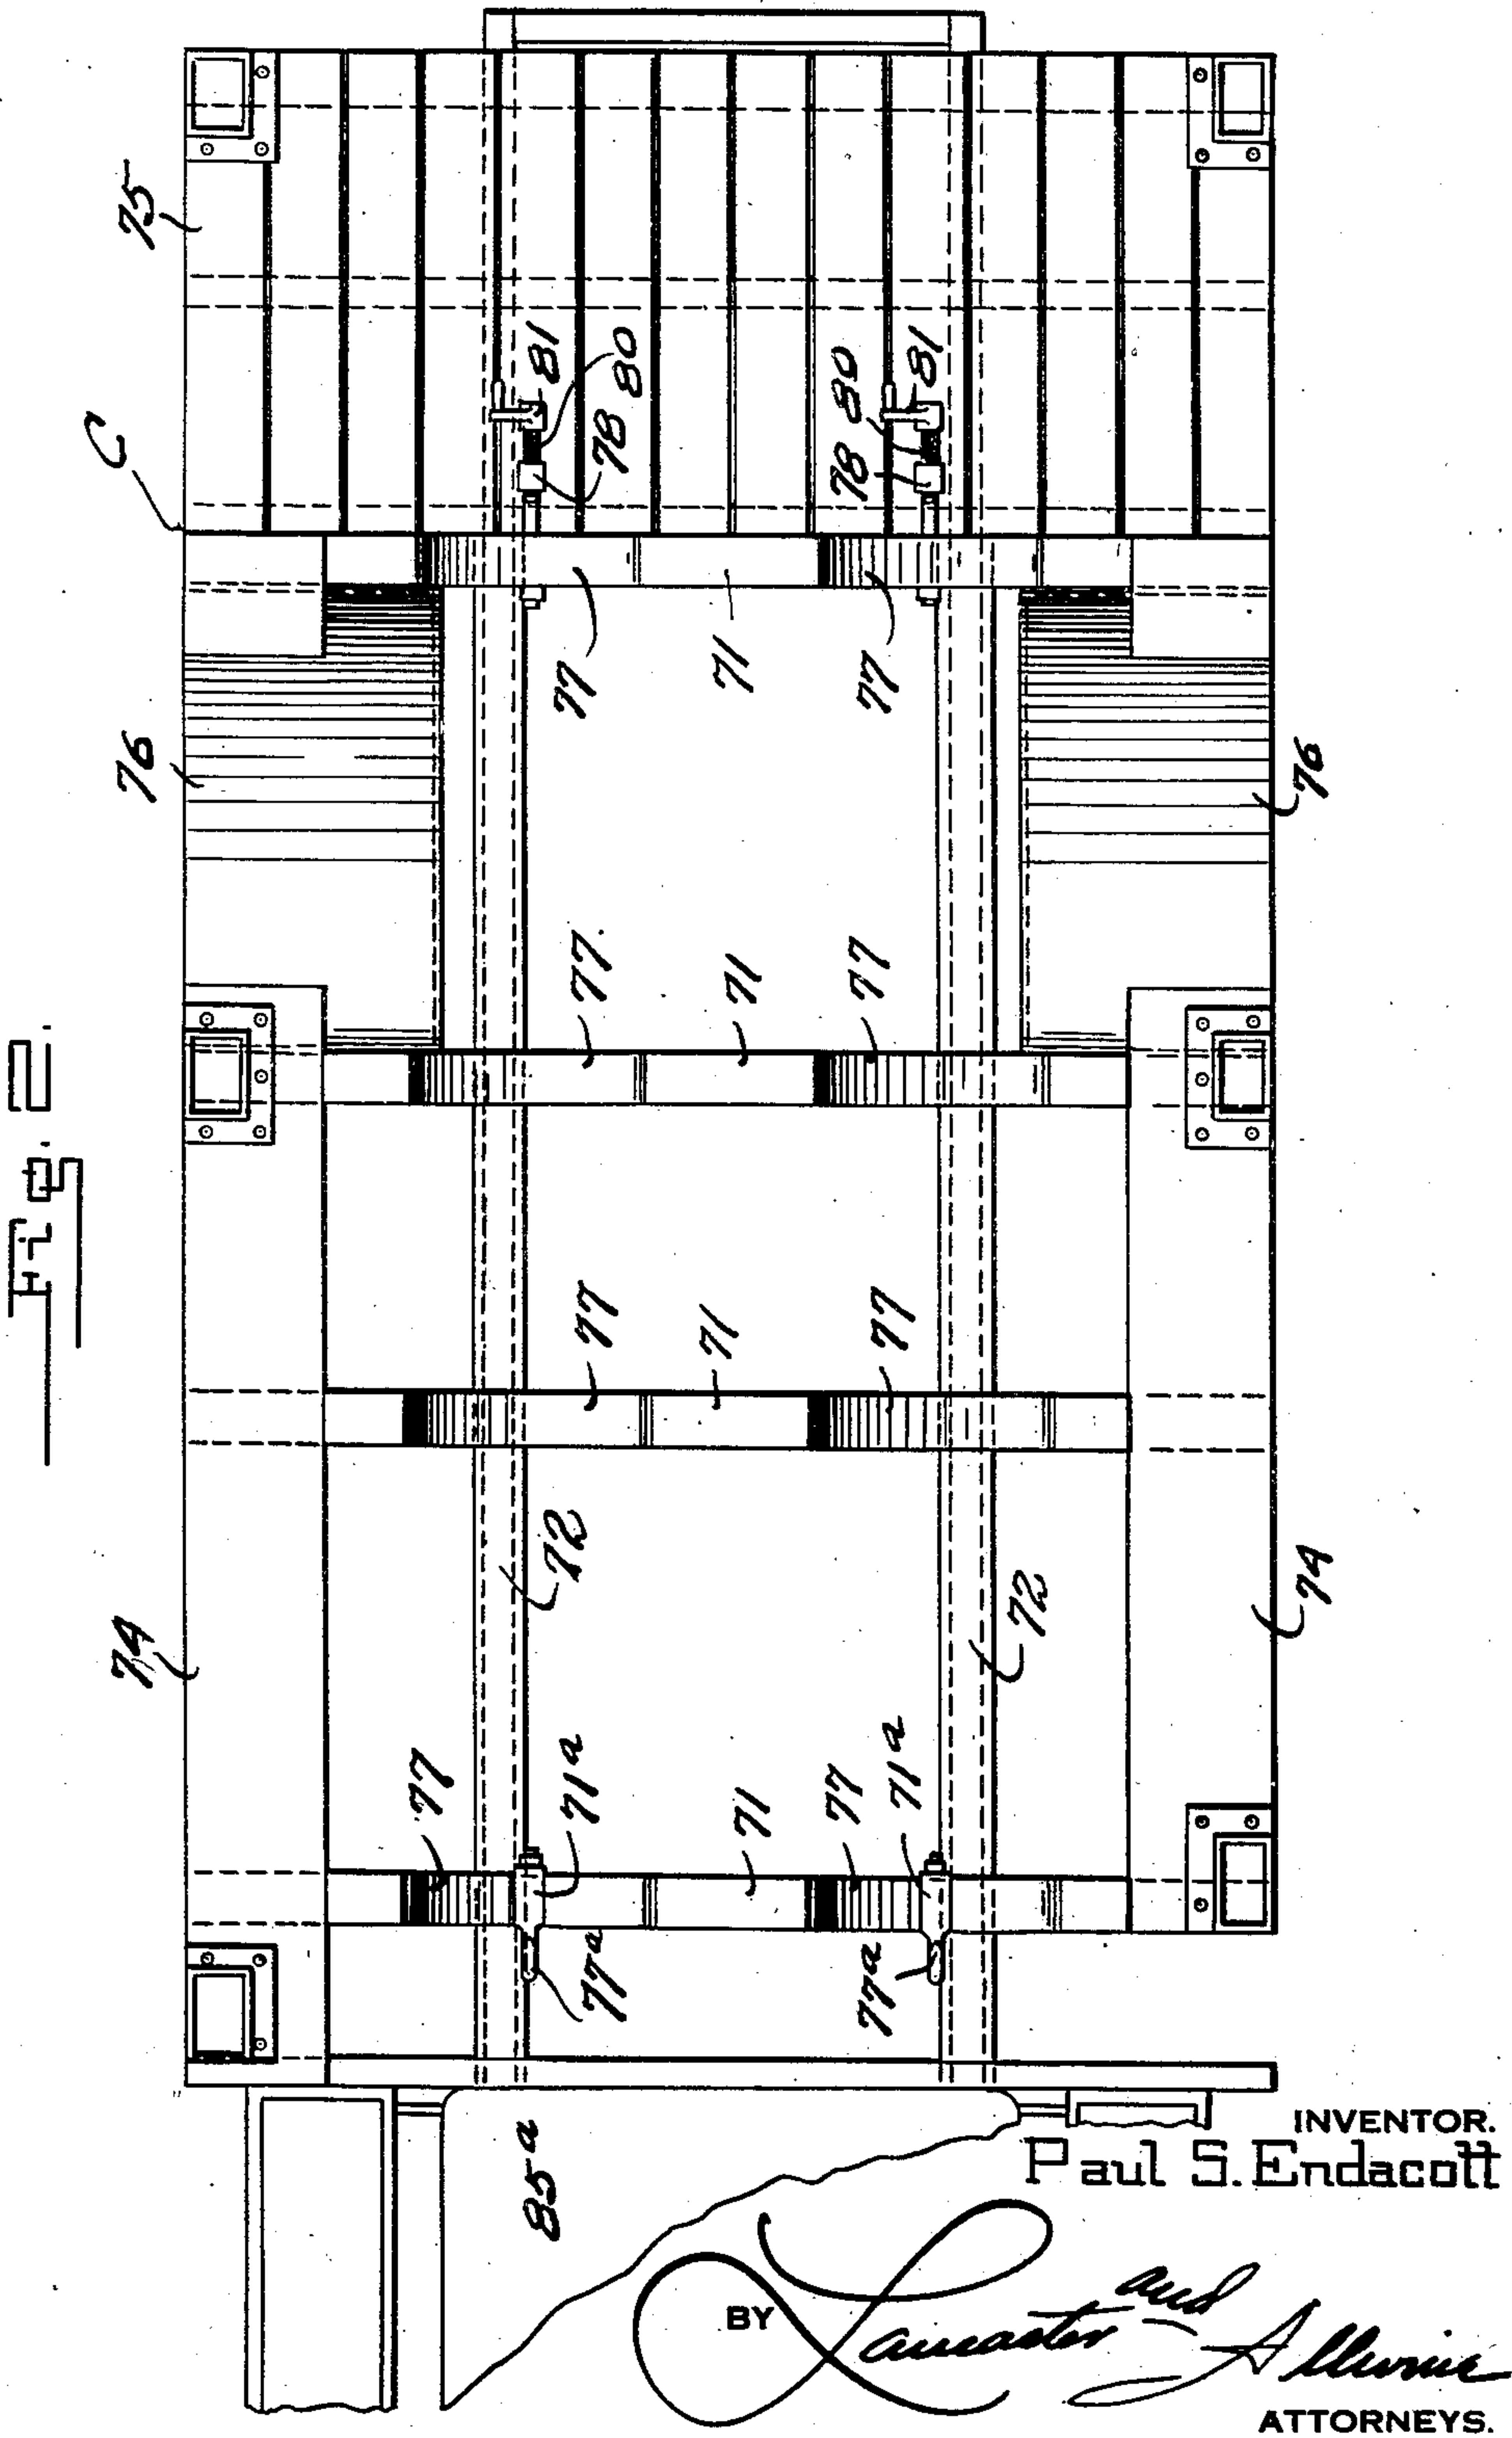 Fig. 2.
C
75
81
80
78
80
81
78
77
71
77
76
76
77
71
77
77
71
77
72
72
74
74
77
71a
71
77
71a
77a
77a
85a
INVENTOR.
Paul S. Endacott
BY Lancaster and Allwine
ATTORNEYS.